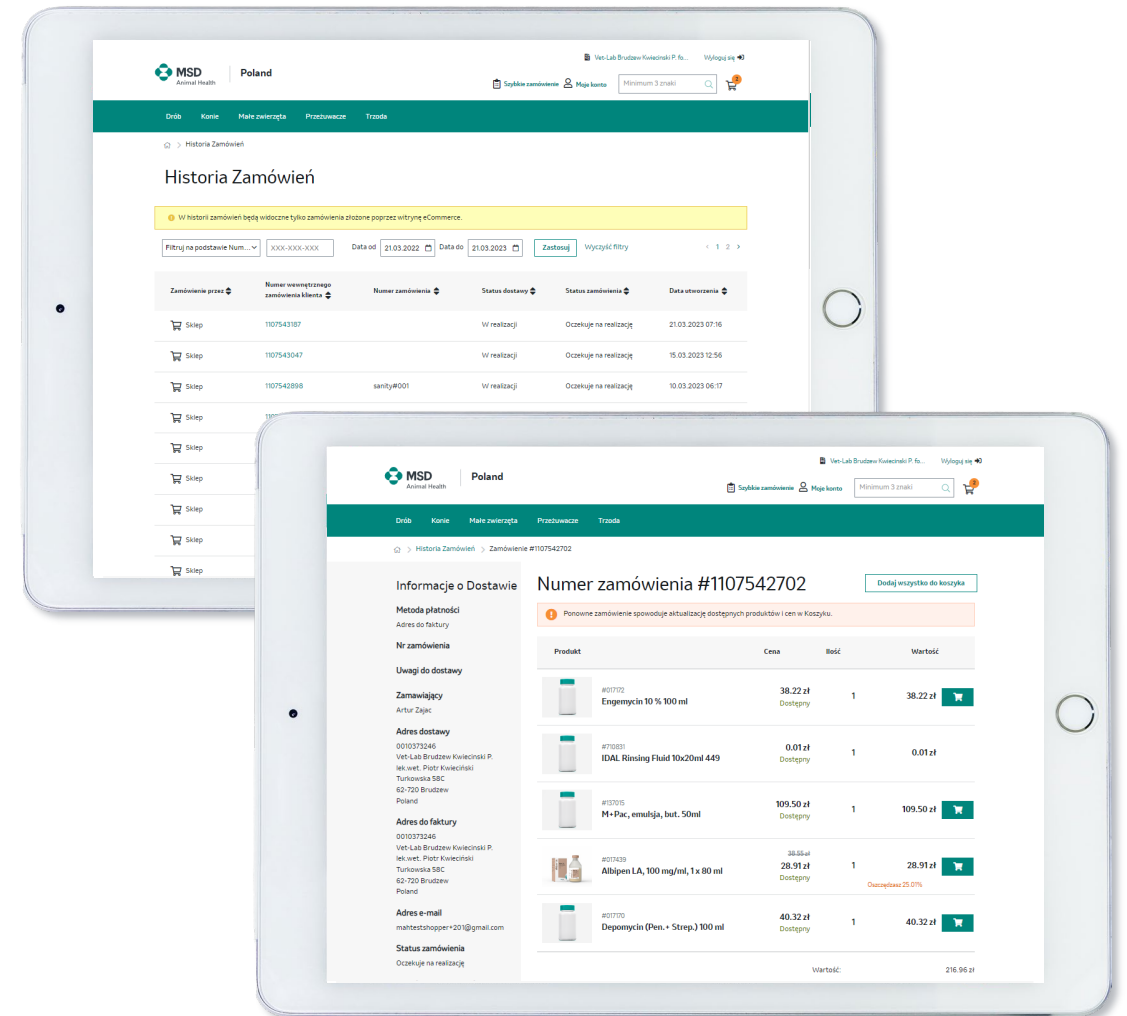 Vet-Lab Brudzew Kwiecinski P. fo... Wyloguj się
MSD
Animal Health
Poland
Szybkie zamówienie Moje konto Minimum 3 znaki 2
Drób Konie Małe zwierzęta Przeżuwacze Trzoda
> Historia Zamówień
Historia Zamówień
W historii zamówień będą widoczne tylko zamówienia złożone poprzez witrynę eCommerce.
Filtruj na podstawie Num... XXX-XXX-XXX Data od 21.03.2022 Data do 21.03.2023 Zastosuj Wyczyść filtry < 1 2 >
Zamówienie przez Numer wewnętrznego zamówienia klienta Numer zamówienia Status dostawy Status zamówienia Data utworzenia
Sklep 1107543187 W realizacji Oczekuje na realizację 21.03.2023 07:16
Sklep 1107543047 W realizacji Oczekuje na realizację 15.03.2023 12:56
Sklep 1107542898 sanity#001 W realizacji Oczekuje na realizację 10.03.2023 06:17
Sklep
Sklep
Sklep
Sklep
Sklep
Sklep
Vet-Lab Brudzew Kwiecinski P. fo... Wyloguj się
MSD
Animal Health
Poland
Szybkie zamówienie Moje konto Minimum 3 znaki 2
Drób Konie Małe zwierzęta Przeżuwacze Trzoda
> Historia Zamówień > Zamówienie #1107542702
Informacje o Dostawie
Metoda płatności
Adres do faktury
Nr zamówienia
Uwagi do dostawy
Zamawiający
Artur Zajac
Adres dostawy
0010373246
Vet-Lab Brudzew Kwiecinski P.
lek.wet. Piotr Kwieciński
Turkowska 58C
62-720 Brudzew
Poland
Adres do faktury
0010373246
Vet-Lab Brudzew Kwiecinski P.
lek.wet. Piotr Kwieciński
Turkowska 58C
62-720 Brudzew
Poland
Adres e-mail
mahtestshopper+201@gmail.com
Status zamówienia
Oczekuje na realizację
Numer zamówienia #1107542702 Dodaj wszystko do koszyka
Ponowne zamówienie spowoduje aktualizację dostępnych produktów i cen w Koszyku.
Produkt Cena Ilość Wartość
#017172
Engemycin 10 % 100 ml 38.22 zł 1 38.22 zł
Dostępny
#710831
IDAL Rinsing Fluid 10x20ml 449 0.01 zł 1 0.01 zł
Dostępny
#137015
M+Pac, emulsja, but. 50ml 109.50 zł 1 109.50 zł
Dostępny
38.55 zł
#017439
Albipen LA, 100 mg/ml, 1 x 80 ml 28.91 zł 1 28.91 zł
Dostępny
Oszczędzasz 25.01%
#017170
Depomycin (Pen.+ Strep.) 100 ml 40.32 zł 1 40.32 zł
Dostępny
Wartość: 216.96 zł